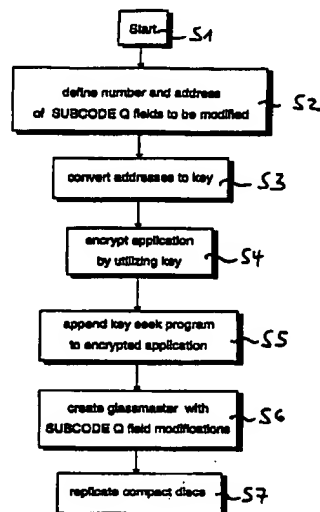 Start
S1
define number and address
of SUBCODE Q fields to be modified
S2
convert addresses to key
S3
encrypt application
by utilizing key
S4
append key seek program
to encrypted application
S5
create glassmaster with
SUBCODE Q field modifications
S6
replicate compact discs
S7